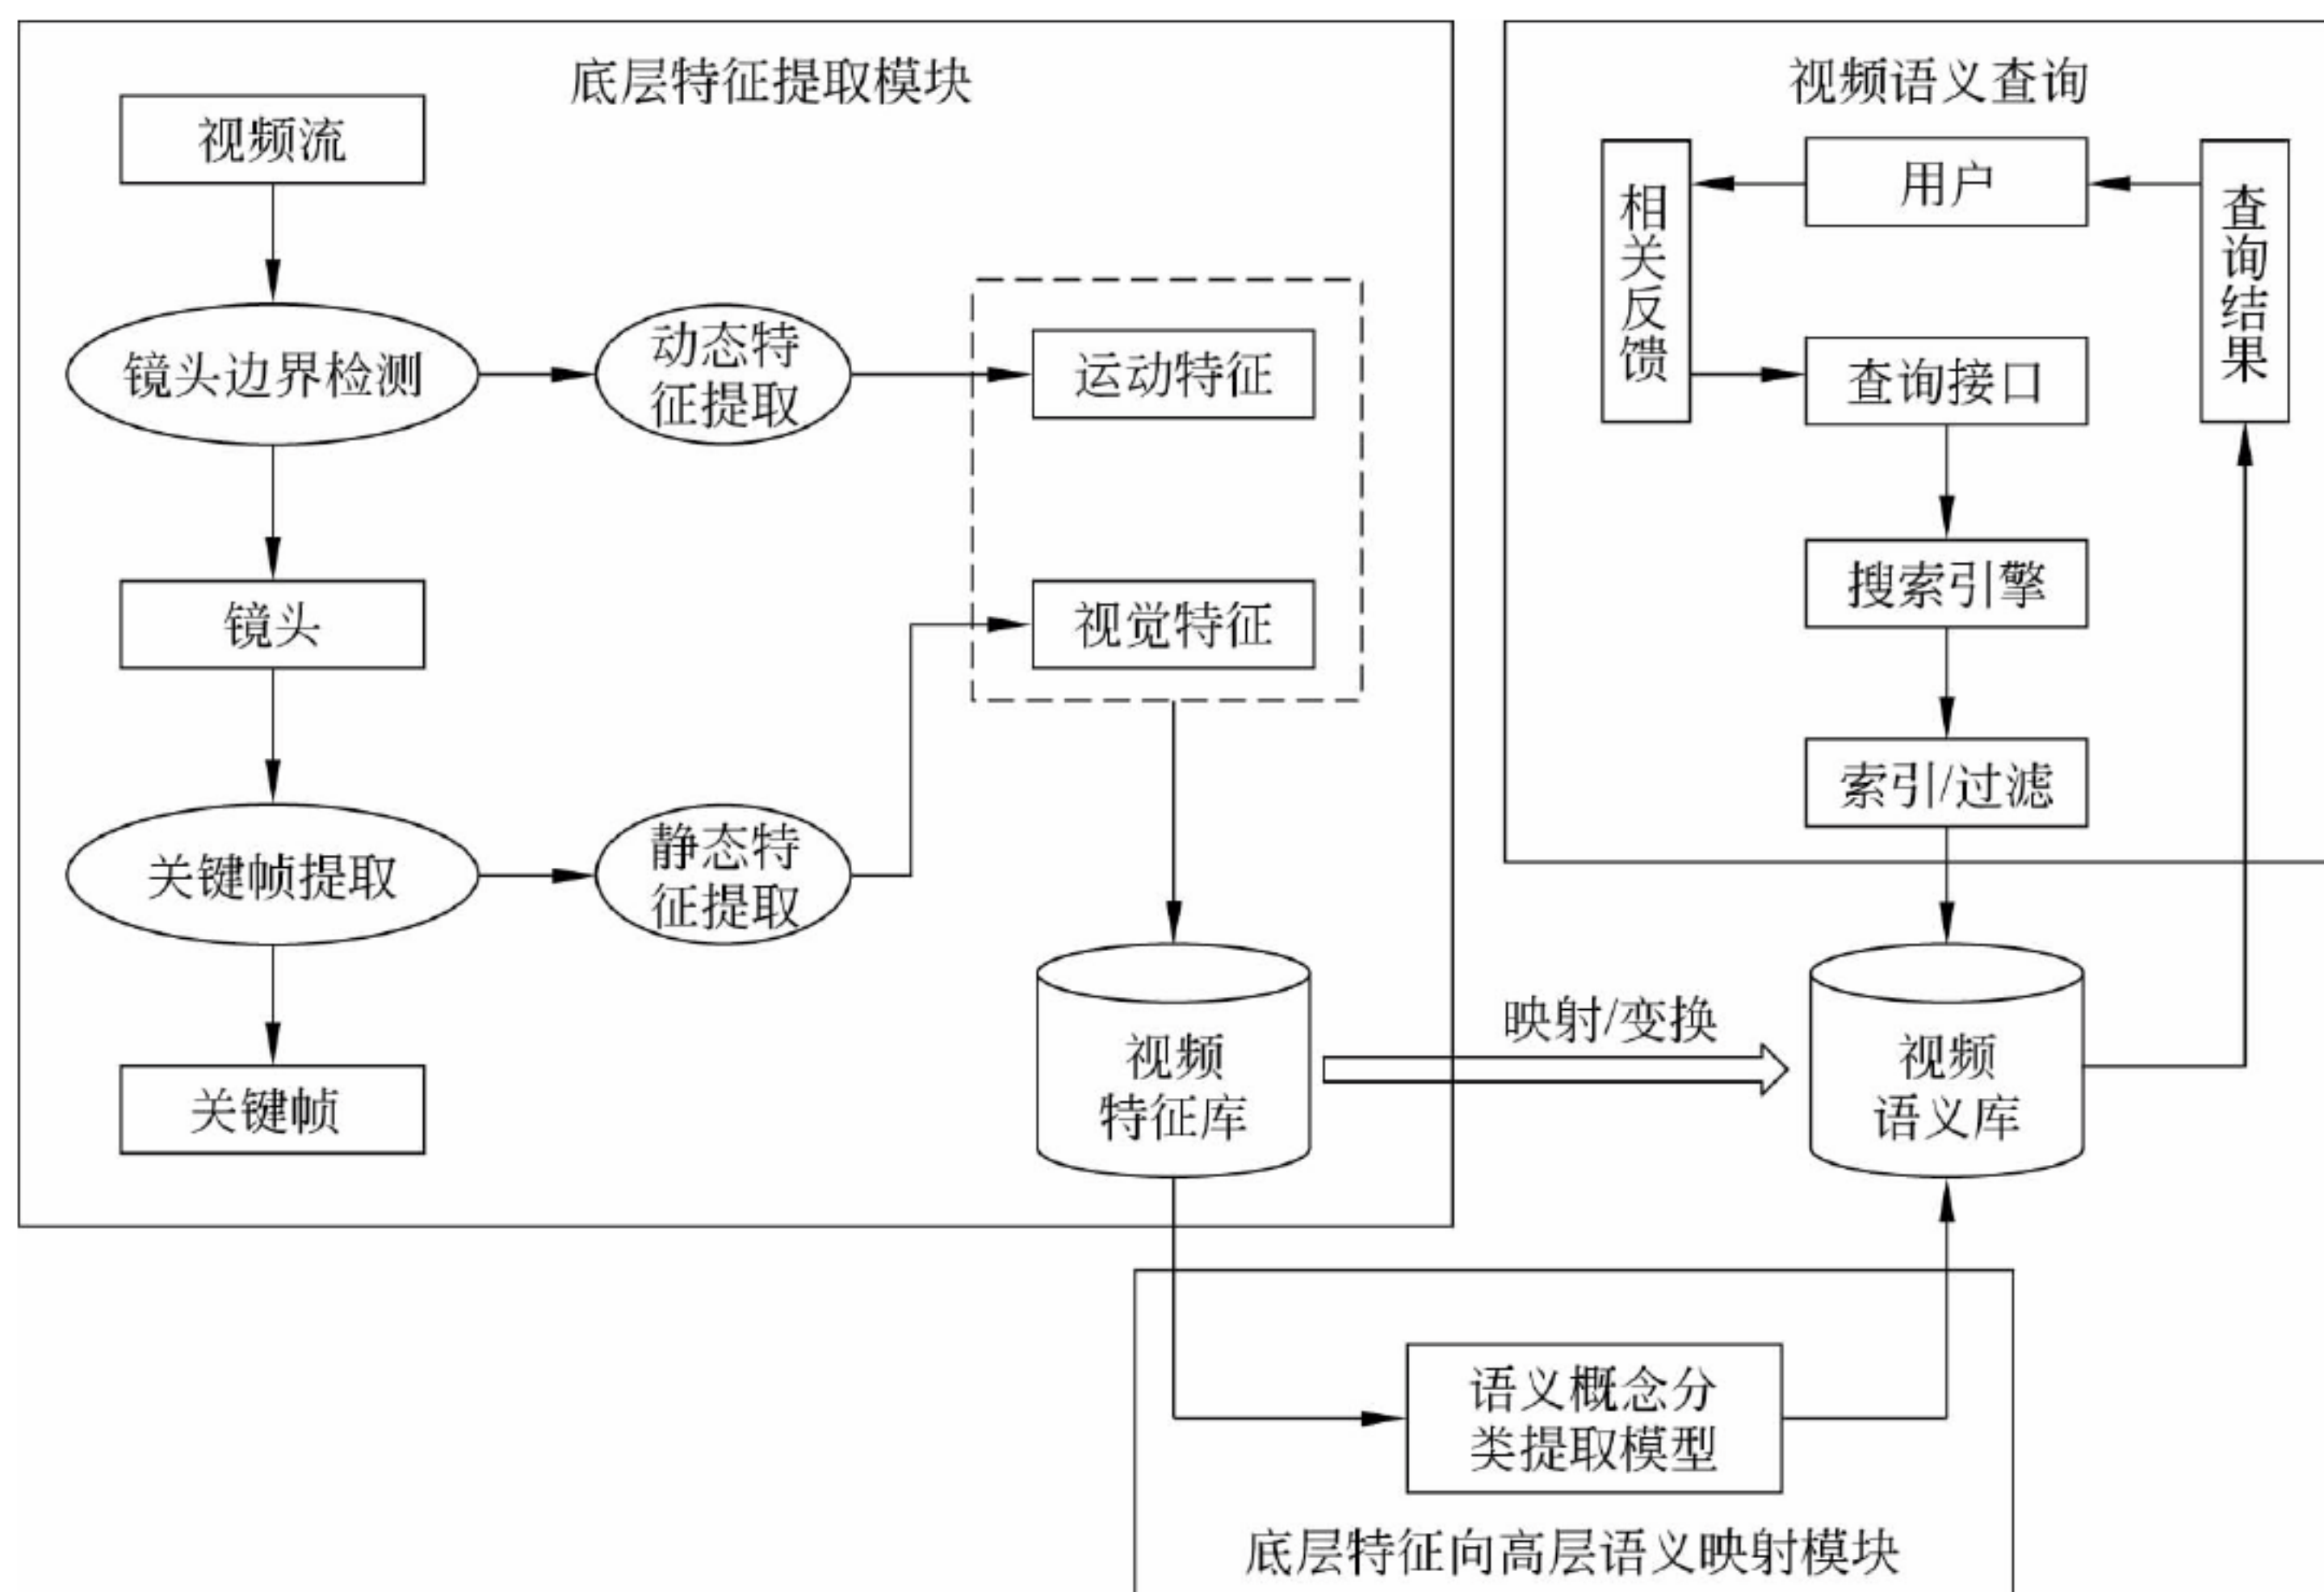 底层特征提取模块
视频流
镜头边界检测
动态特
征提取
运动特征
镜头
视觉特征
关键帧提取
静态特
征提取
关键帧
视频
特征库
映射/变换
视频语义查询
相关反馈
用户
查询结果
查询接口
搜索引擎
索引/过滤
视频
语义库
语义概念分
类提取模型
底层特征向高层语义映射模块